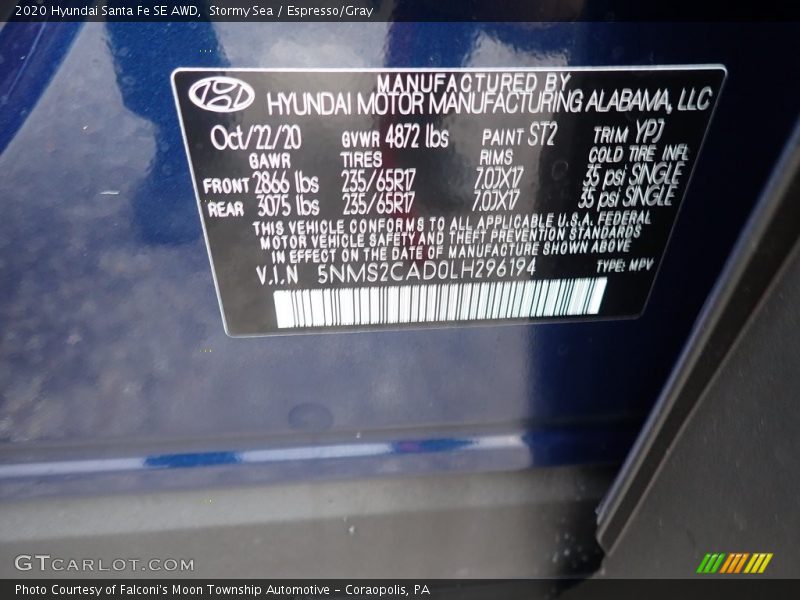 2020 Hyundai Santa Fe SE AWD, Stormy Sea / Espresso/Gray
MANUFACTURED BY
HYUNDAI MOTOR MANUFACTURING ALABAMA, LLC
Oct/22/20 GVWR 4872 lbs PAINT ST2 TRIM YPJ
GAWR TIRES RIMS COLD TIRE INFL
FRONT 2866 lbs 235/65R17 7.0JX17 35 psi SINGLE
REAR 3075 lbs 235/65R17 7.0JX17 35 psi SINGLE
THIS VEHICLE CONFORMS TO ALL APPLICABLE U.S.A. FEDERAL
MOTOR VEHICLE SAFETY AND THEFT PREVENTION STANDARDS
IN EFFECT ON THE DATE OF MANUFACTURE SHOWN ABOVE
V.I.N 5NMS2CAD0LH296194 TYPE: MPV
GTCARLOT.COM
Photo Courtesy of Falconi's Moon Township Automotive - Coraopolis, PA